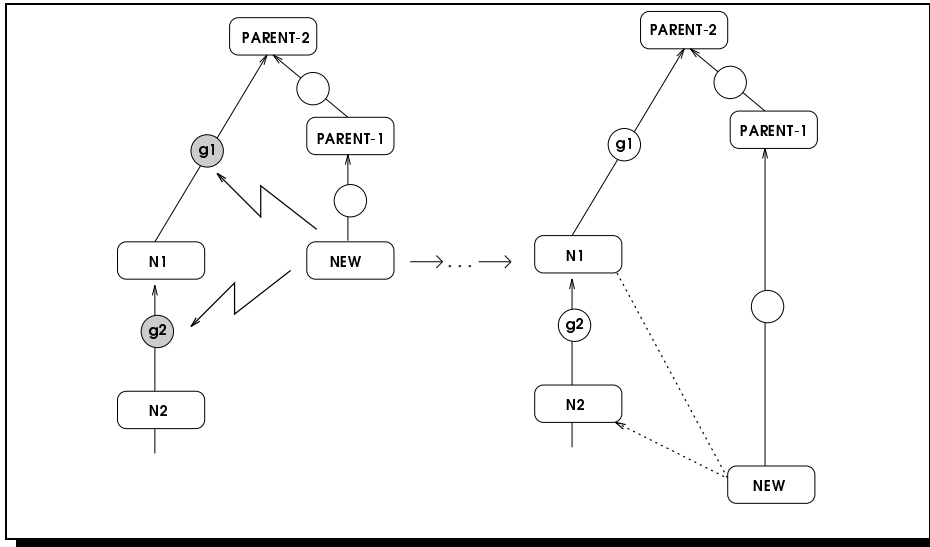 PARENT-2
g1
PARENT-1
N1
NEW
g2
N2
...
PARENT-2
g1
PARENT-1
N1
g2
N2
NEW